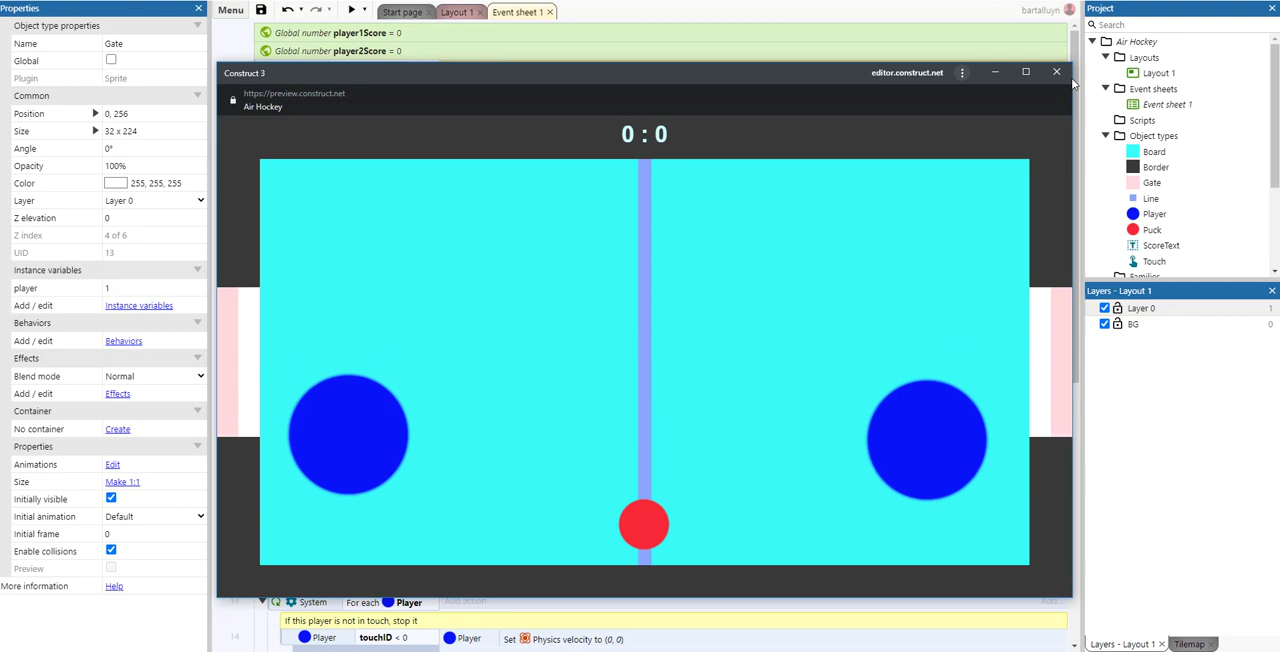 Properties
Object type properties
Name Gate
Global
Plugin Sprite
Common
Position 0, 256
Size 32 x 224
Angle 0°
Opacity 100%
Color 255, 255, 255
Layer Layer 0
Z elevation 0
Z index 4 of 6
UID 13
Instance variables
player 1
Add / edit Instance variables
Behaviors
Add / edit Behaviors
Effects
Blend mode Normal
Add / edit Effects
Container
No container Create
Properties
Animations Edit
Size Make 1:1
Initially visible
Initial animation Default
Initial frame 0
Enable collisions
Preview
More information Help
Menu
Start page
Layout 1
Event sheet 1
bartalluyn
Global number player1Score = 0
Global number player2Score = 0
Construct 3
editor.construct.net
https://preview.construct.net
Air Hockey
0 : 0
13 System For each Player Add action
Add...
If this player is not in touch, stop it
14 Player touchID < 0 Player Set Physics velocity to (0, 0)
Project
Search
Air Hockey
Layouts
Layout 1
Event sheets
Event sheet 1
Scripts
Object types
Board
Border
Gate
Line
Player
Puck
ScoreText
Touch
Families
Layers - Layout 1
Layer 0 1
BG 0
Layers - Layout 1
Tilemap